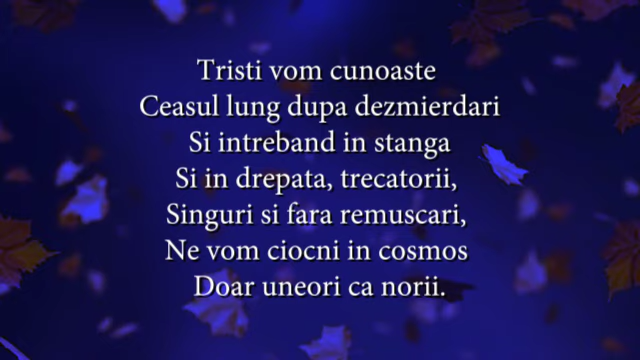 Tristi vom cunoaste
Ceasul lung dupa dezmierdari
Si intreband in stanga
Si in drepata, trecatorii,
Singuri si fara remuscari,
Ne vom ciocni in cosmos
Doar uneori ca norii.